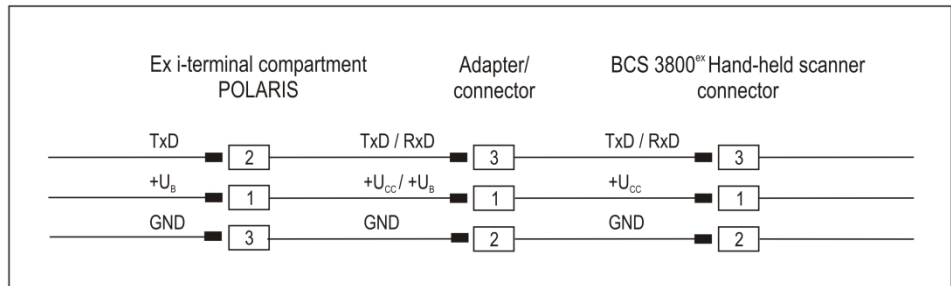 Ex i-terminal compartment POLARIS
Adapter/ connector
BCS 3800ex Hand-held scanner connector
TxD 2 TxD / RxD 3 TxD / RxD 3
+UB 1 +UCC / +UB 1 +UCC 1
GND 3 GND 2 GND 2